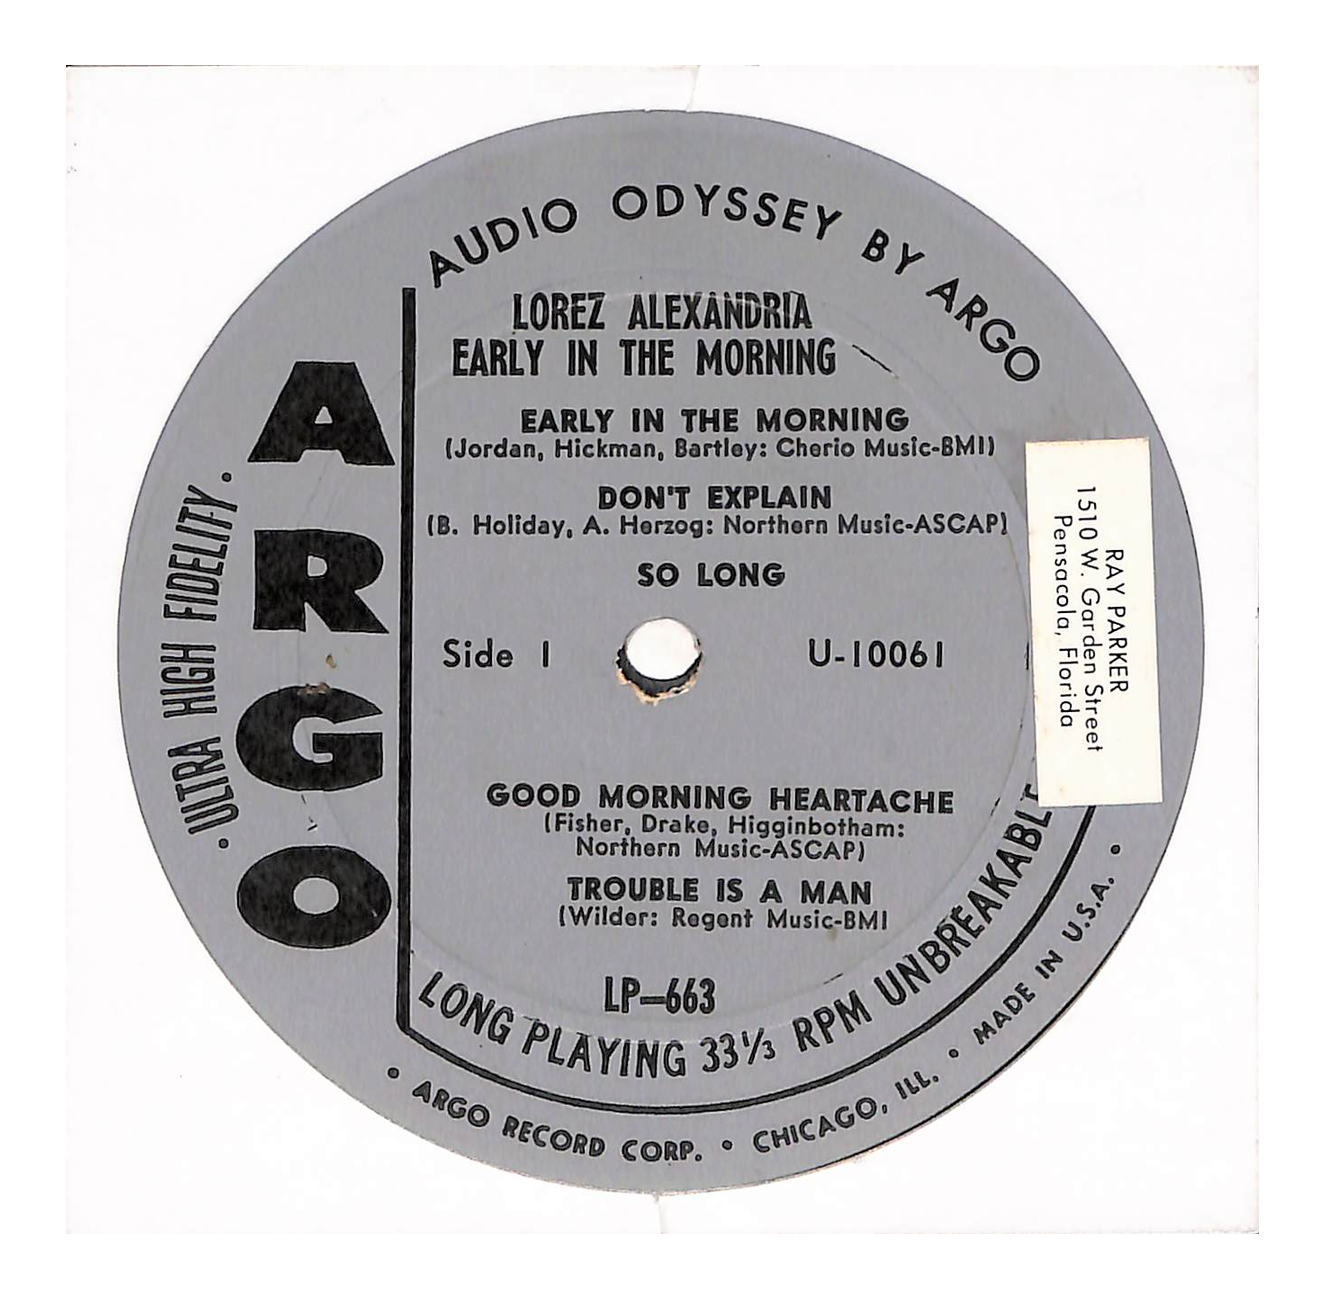 AUDIO ODYSSEY BY ARGO
LOREZ ALEXANDRIA
EARLY IN THE MORNING
EARLY IN THE MORNING
(Jordan, Hickman, Bartley: Cherio Music-BMI)
DON'T EXPLAIN
(B. Holiday, A. Herzog: Northern Music-ASCAP)
SO LONG
Side 1
U-10061
GOOD MORNING HEARTACHE
(Fisher, Drake, Higginbotham:
Northern Music-ASCAP)
TROUBLE IS A MAN
(Wilder: Regent Music-BMI
LP-663
LONG PLAYING 33⅓ RPM UNBREAKABLE
• ARGO RECORD CORP. • CHICAGO, ILL. • MADE IN U.S.A. •
ARGO
• ULTRA HIGH FIDELITY •
RAY PARKER
1510 W. Garden Street
Pensacola, Florida